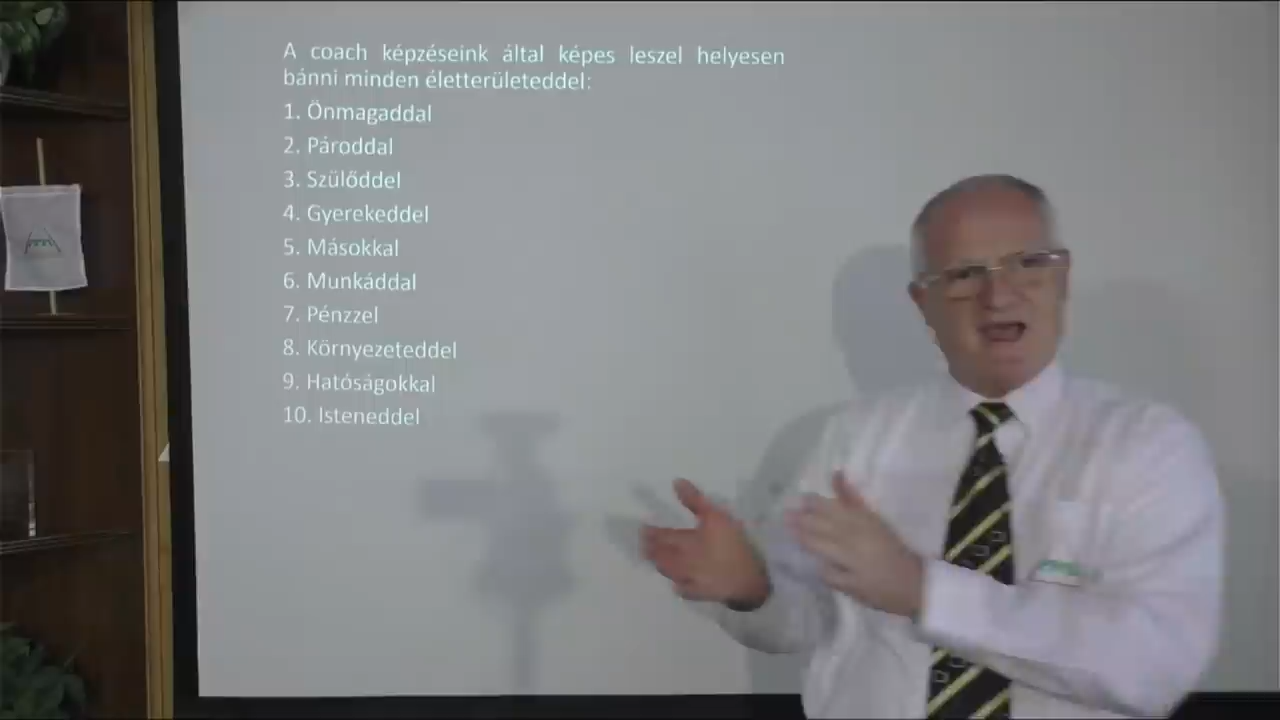 A coach képzéseink által képes leszel helyesen
bánni minden életterületeddel:
1. Önmagaddal
2. Pároddal
3. Szülőddel
4. Gyerekeddel
5. Másokkal
6. Munkáddal
7. Pénzzel
8. Környezeteddel
9. Hatóságokkal
10. Isteneddel